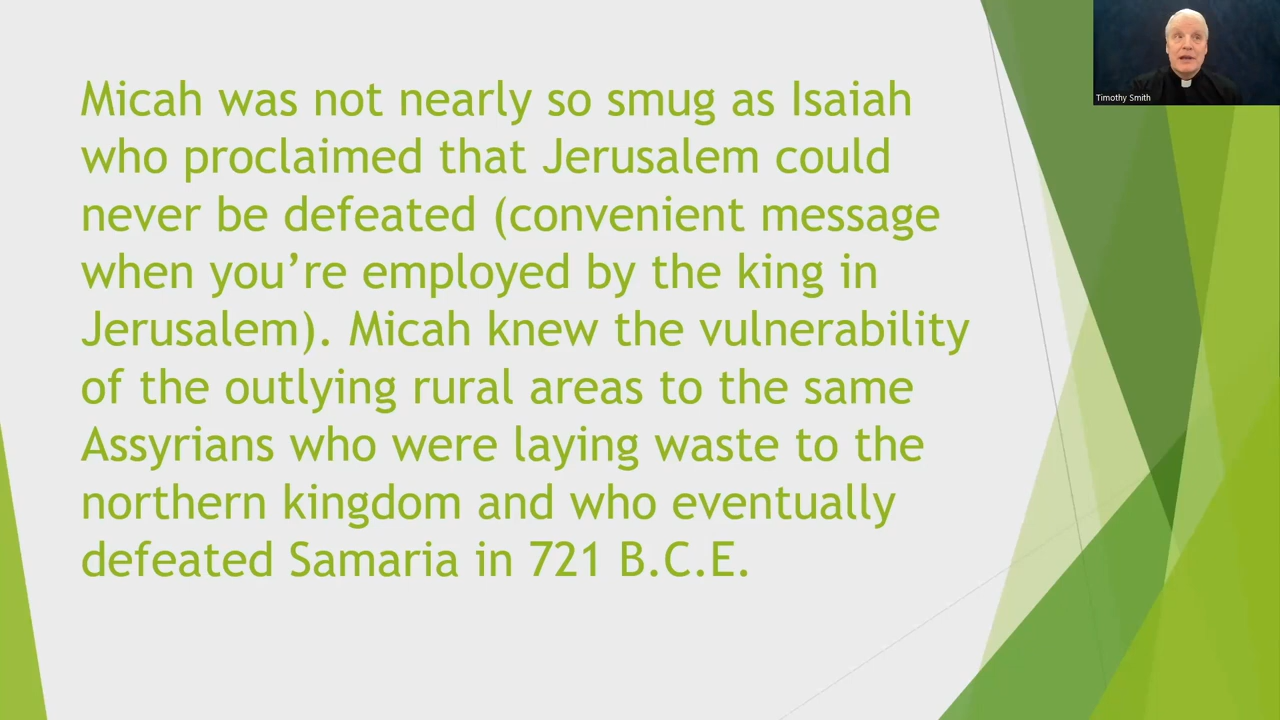 Micah was not nearly so smug as Isaiah
who proclaimed that Jerusalem could
never be defeated (convenient message
when you’re employed by the king in
Jerusalem). Micah knew the vulnerability
of the outlying rural areas to the same
Assyrians who were laying waste to the
northern kingdom and who eventually
defeated Samaria in 721 B.C.E.
Timothy Smith